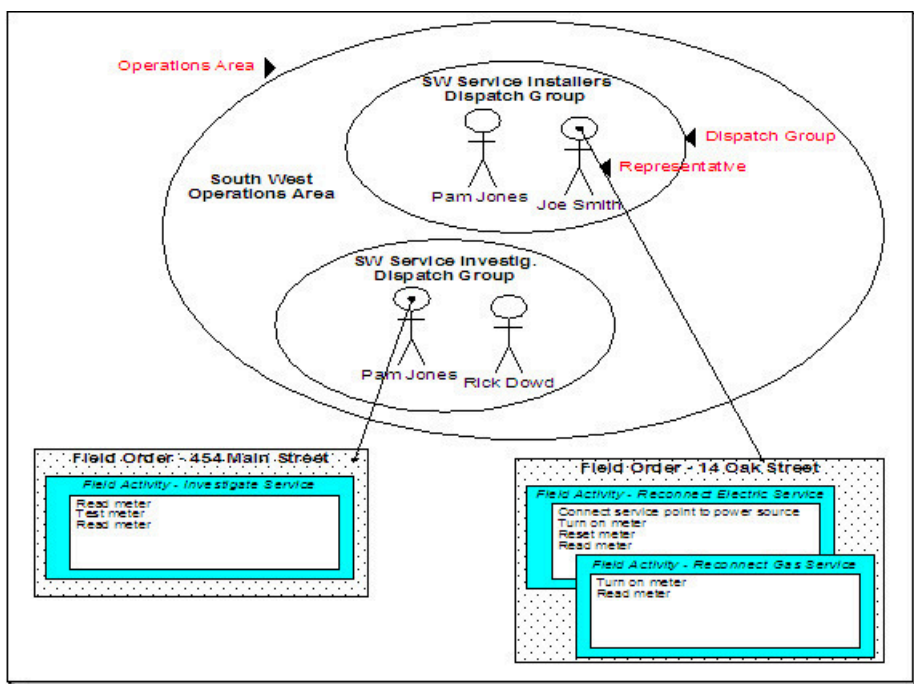 Operations Area
SW Service Installers
Dispatch Group
Dispatch Group
Representative
South West
Operations Area
Pam Jones
Joe Smith
SW Service Investig.
Dispatch Group
Pam Jones
Rick Dowd
Field Order - 454 Main Street
Field Activity - Investigate Service
Read meter
Test meter
Read meter
Field Order - 14 Oak Street
Field Activity - Reconnect Electric Service
Connect service point to power source
Turn on meter
Reset meter
Read meter
Field Activity - Reconnect Gas Service
Turn on meter
Read meter